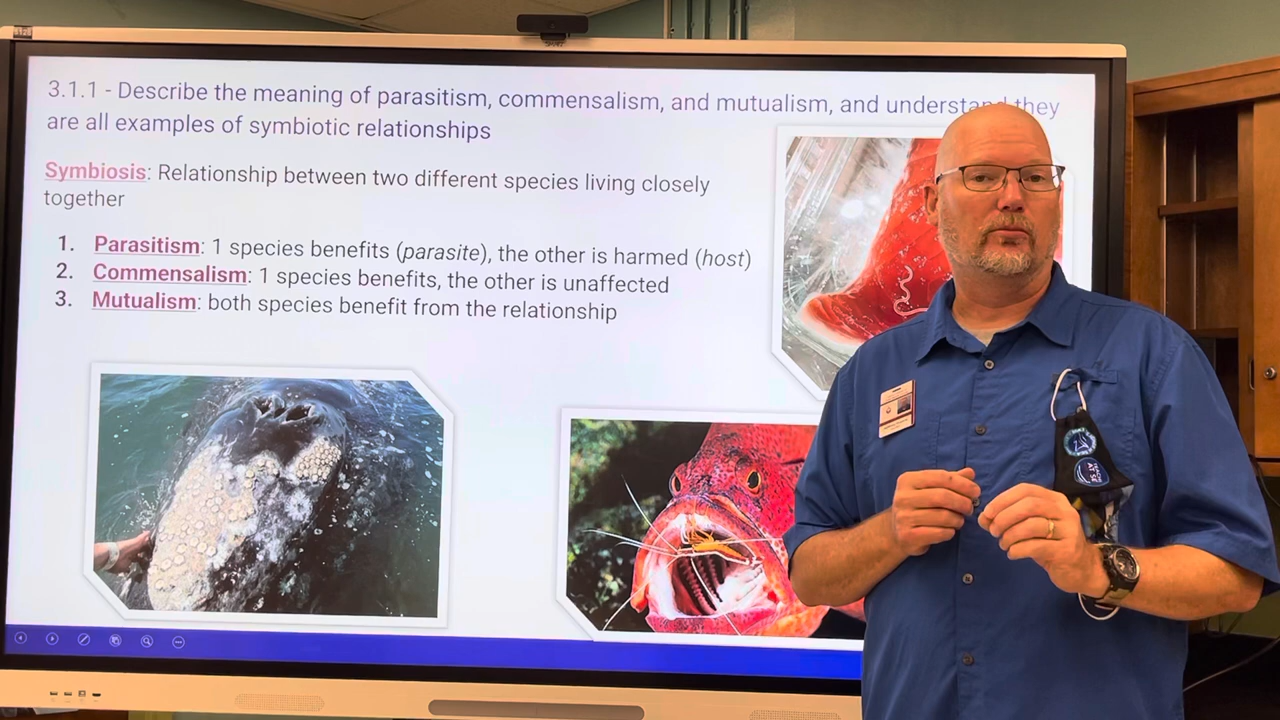 3.1.1 - Describe the meaning of parasitism, commensalism, and mutualism, and understand they
are all examples of symbiotic relationships
Symbiosis: Relationship between two different species living closely
together
1. Parasitism: 1 species benefits (parasite), the other is harmed (host)
2. Commensalism: 1 species benefits, the other is unaffected
3. Mutualism: both species benefit from the relationship